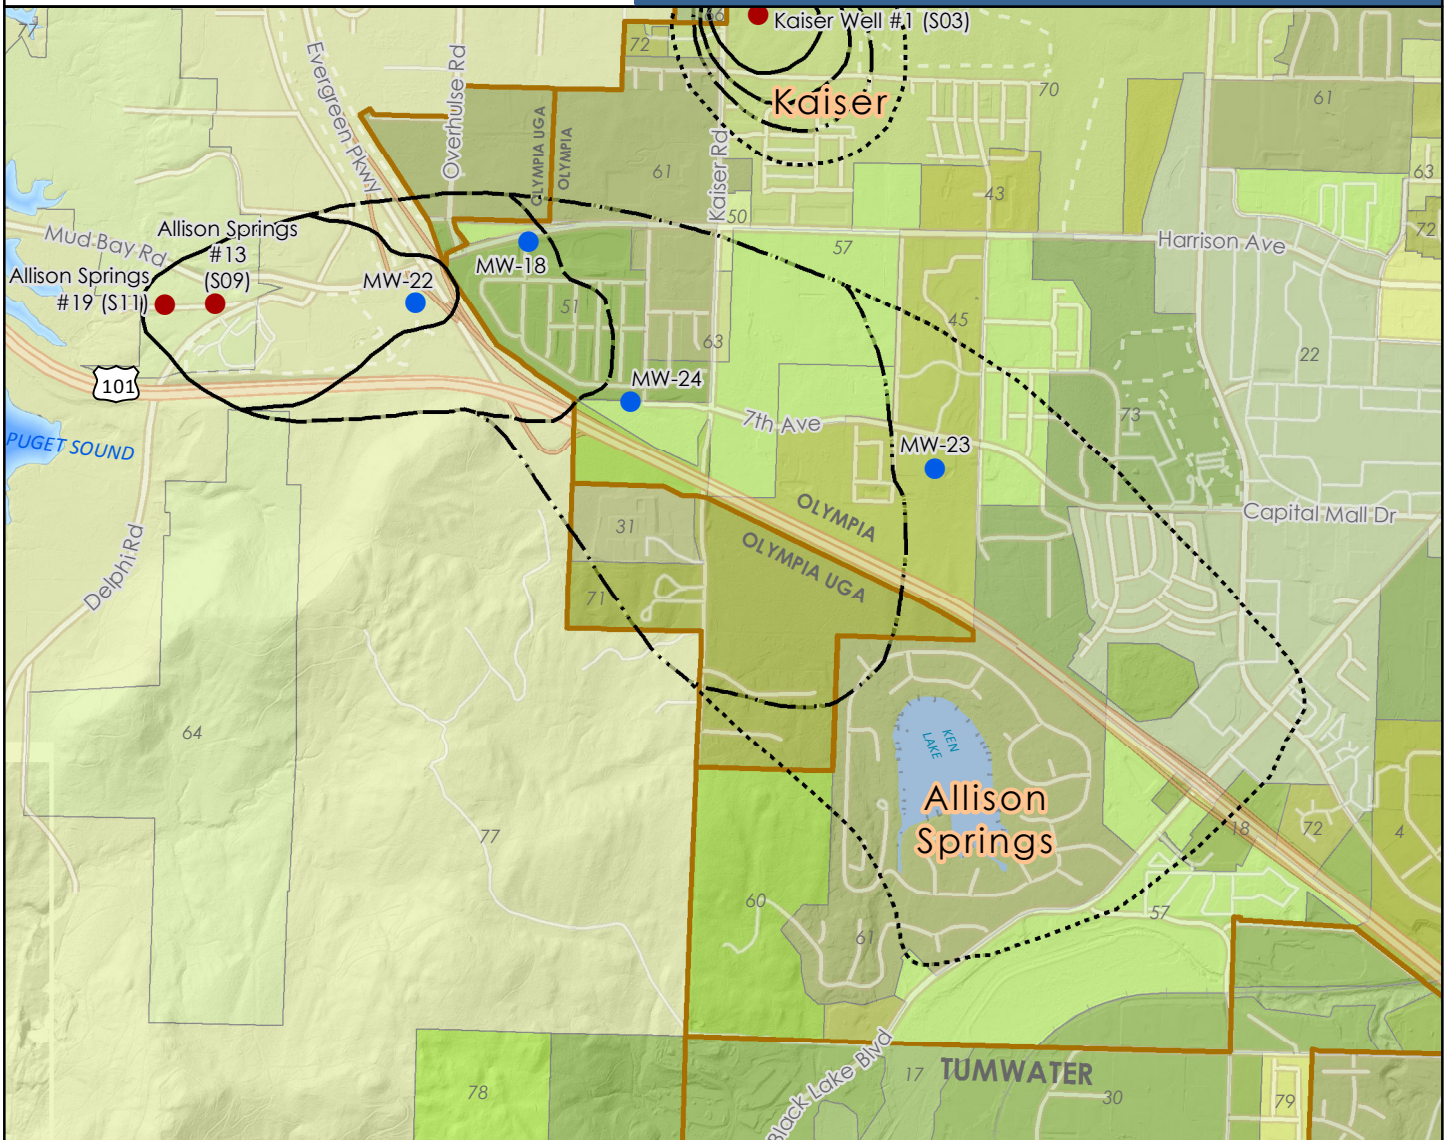 77
66
Kaiser Well #1 (S03)
72
Kaiser
70
61
Evergreen Pkwy
Overhulse Rd
OLYMPIA UGA
OLYMPIA
61
Kaiser Rd
43
63
50
72
Mud Bay Rd
Allison Springs
#13
(S09)
Allison Springs
#19 (S11)
MW-22
MW-18
57
Harrison Ave
51
63
45
22
101
MW-24
7th Ave
73
MW-23
PUGET SOUND
OLYMPIA
OLYMPIA UGA
Capital Mall Dr
31
71
Delphi Rd
64
77
KEN
LAKE
Allison
Springs
18
72
4
60
61
57
Black Lake Blvd
17
TUMWATER
30
78
79